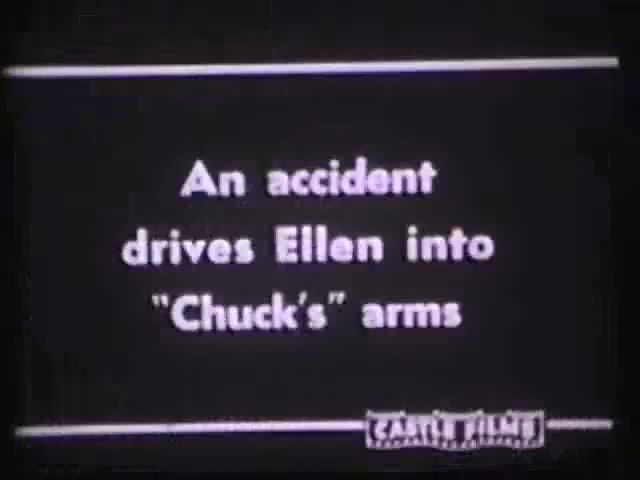 An accident
drives Ellen into
"Chuck's" arms
CASTLE FILMS